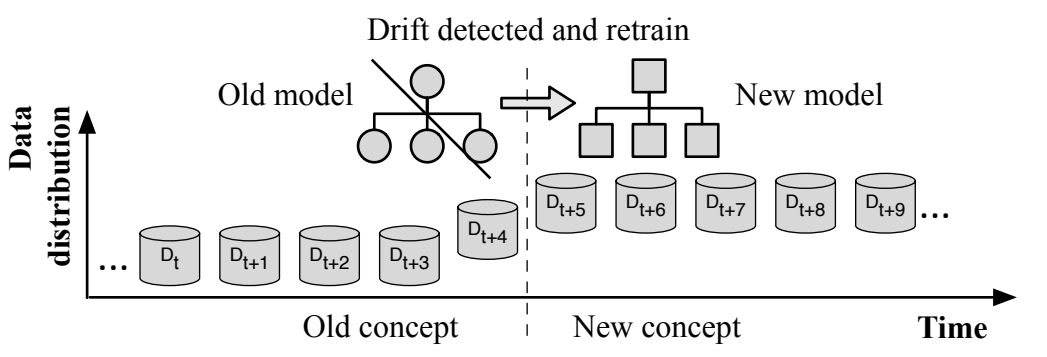 Drift detected and retrain
Old model
New model
Data
distribution
... Dt Dt+1 Dt+2 Dt+3 Dt+4 Dt+5 Dt+6 Dt+7 Dt+8 Dt+9 ...
Old concept
New concept
Time